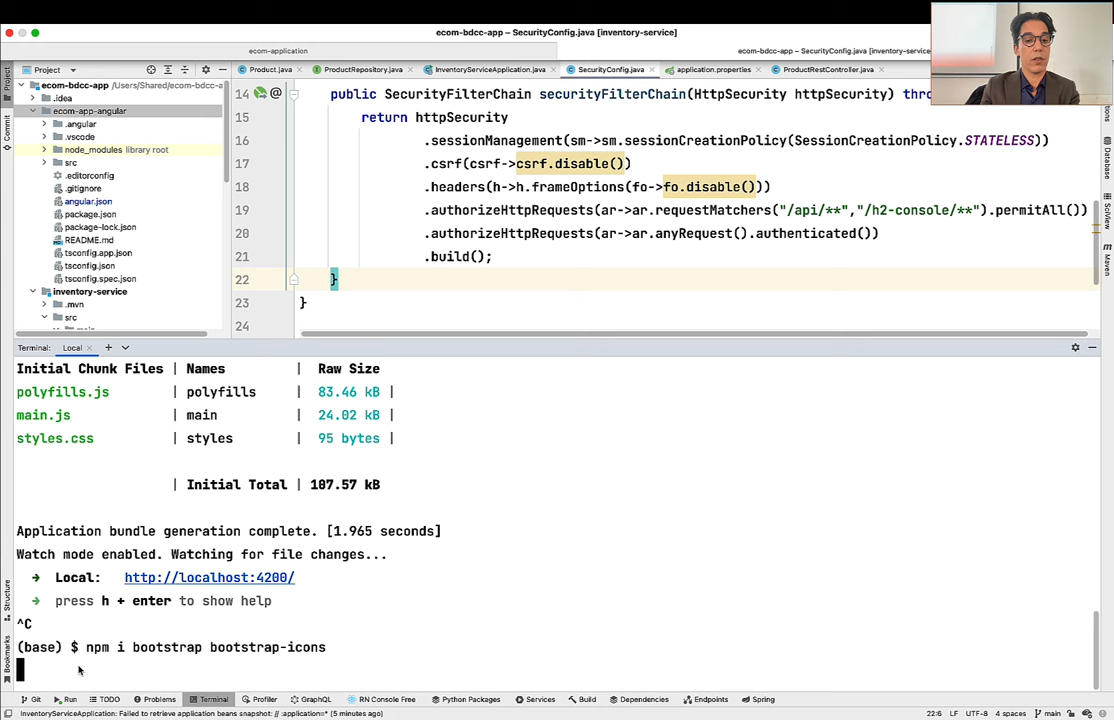 ecom-bdcc-app – SecurityConfig.java [inventory-service]
ecom-application
ecom-bdcc-app – SecurityConfig.java [inventory-service]
Project
Product.java
ProductRepository.java
InventoryServiceApplication.java
SecurityConfig.java
application.properties
ProductRestController.java
ecom-bdcc-app ~/Users/Shared/ecom-bdcc-a
.idea
ecom-app-angular
.angular
.vscode
node_modules library root
src
.editorconfig
.gitignore
angular.json
package.json
package-lock.json
README.md
tsconfig.app.json
tsconfig.json
tsconfig.spec.json
inventory-service
.mvn
src
main
14 public SecurityFilterChain securityFilterChain(HttpSecurity httpSecurity) thro
15 return httpSecurity
16 .sessionManagement(sm->sm.sessionCreationPolicy(SessionCreationPolicy.STATELESS))
17 .csrf(csrf->csrf.disable())
18 .headers(h->h.frameOptions(fo->fo.disable()))
19 .authorizeHttpRequests(ar->ar.requestMatchers("/api/**","/h2-console/**").permitAll())
20 .authorizeHttpRequests(ar->ar.anyRequest().authenticated())
21 .build();
22 }
23 }
24
Project
Commit
Structure
Bookmarks
Database
SciView
Maven
Terminal: Local
Initial Chunk Files | Names | Raw Size
polyfills.js | polyfills | 83.46 kB |
main.js | main | 24.02 kB |
styles.css | styles | 95 bytes |
| Initial Total | 107.57 kB
Application bundle generation complete. [1.965 seconds]
Watch mode enabled. Watching for file changes...
➜ Local: http://localhost:4200/
➜ press h + enter to show help
^C
(base) $ npm i bootstrap bootstrap-icons
Git Run TODO Problems Terminal Profiler GraphQL RN Console Free Python Packages Services Build Dependencies Endpoints Spring
InventoryServiceApplication: Failed to retrieve application beans snapshot: // :application=* (5 minutes ago)
22:6 UTF-8 4 spaces main